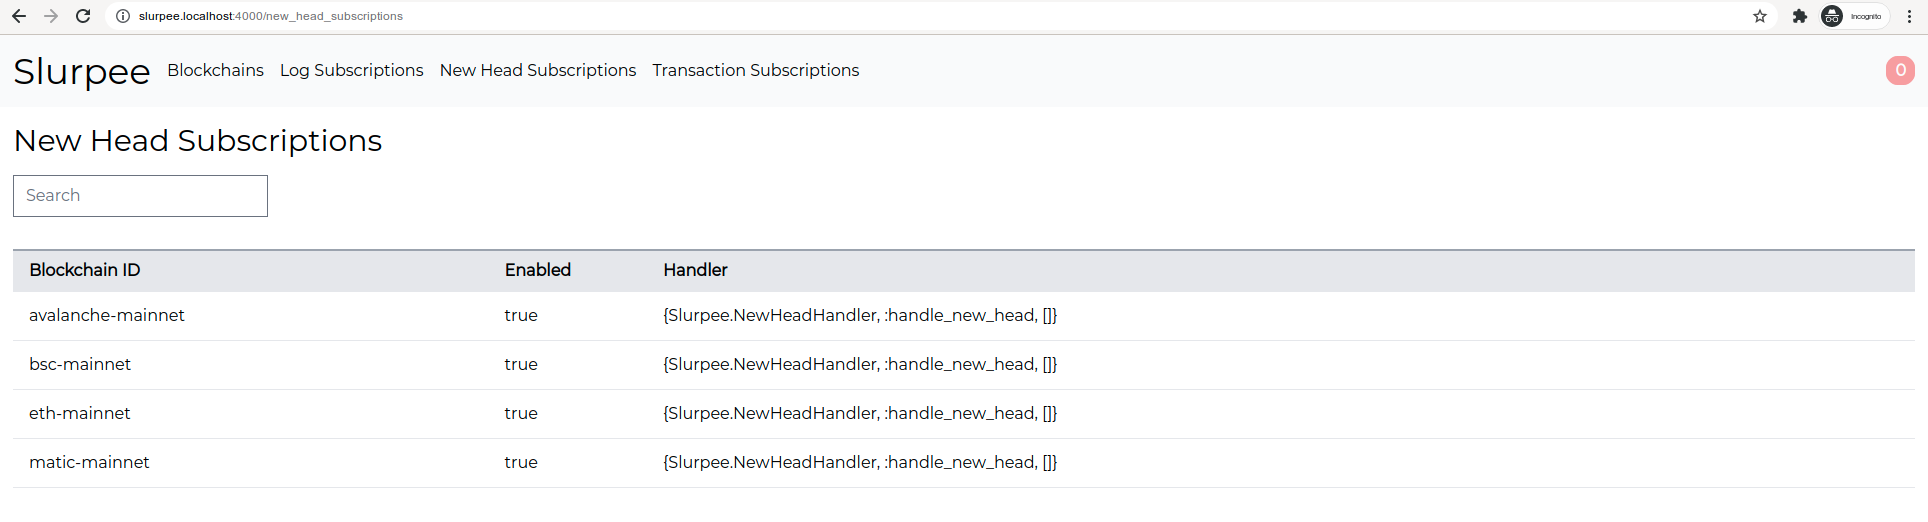 slurpee.localhost:4000/new_head_subscriptions Incognito
Slurpee Blockchains Log Subscriptions New Head Subscriptions Transaction Subscriptions 0
New Head Subscriptions
Search
Blockchain ID Enabled Handler
avalanche-mainnet true {Slurpee.NewHeadHandler, :handle_new_head, []}
bsc-mainnet true {Slurpee.NewHeadHandler, :handle_new_head, []}
eth-mainnet true {Slurpee.NewHeadHandler, :handle_new_head, []}
matic-mainnet true {Slurpee.NewHeadHandler, :handle_new_head, []}